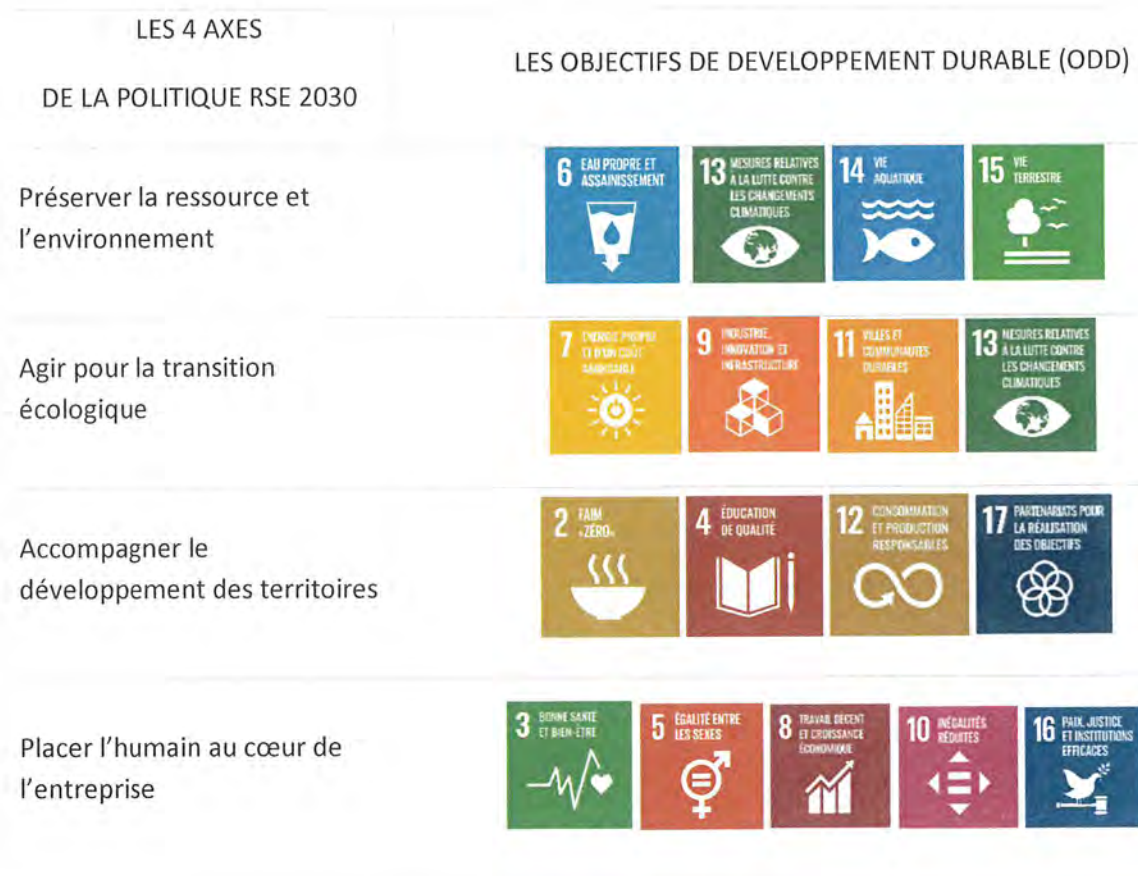 LES 4 AXES
DE LA POLITIQUE RSE 2030
LES OBJECTIFS DE DEVELOPPEMENT DURABLE (ODD)
Préserver la ressource et
l'environnement
6 EAU PROPRE ET
ASSAINISSEMENT
13 MESURES RELATIVES
À LA LUTTE CONTRE
LES CHANGEMENTS
CLIMATIQUES
14 VIE
AQUATIQUE
15 VIE
TERRESTRE
Agir pour la transition
écologique
7 ÉNERGIE PROPRE
ET D'UN COÛT
ABORDABLE
9 INDUSTRIE,
INNOVATION ET
INFRASTRUCTURE
11 VILLES ET
COMMUNAUTÉS
DURABLES
13 MESURES RELATIVES
À LA LUTTE CONTRE
LES CHANGEMENTS
CLIMATIQUES
Accompagner le
développement des territoires
2 FAIM
«ZÉRO»
4 ÉDUCATION
DE QUALITÉ
12 CONSOMMATION
ET PRODUCTION
RESPONSABLES
17 PARTENARIATS POUR
LA RÉALISATION
DES OBJECTIFS
Placer l'humain au cœur de
l'entreprise
3 BONNE SANTÉ
ET BIEN-ÊTRE
5 ÉGALITÉ ENTRE
LES SEXES
8 TRAVAIL DÉCENT
ET CROISSANCE
ÉCONOMIQUE
10 INÉGALITÉS
RÉDUITES
16 PAIX, JUSTICE
ET INSTITUTIONS
EFFICACES